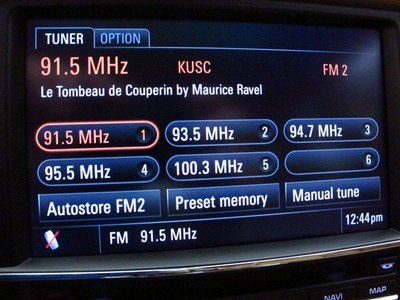 TUNER OPTION
91.5 MHz KUSC FM 2
Le Tombeau de Couperin by Maurice Ravel
91.5 MHz 1 93.5 MHz 2 94.7 MHz 3
95.5 MHz 4 100.3 MHz 5 6
Autostore FM2 Preset memory Manual tune
12:44pm
FM 91.5 MHz
NAVI MAP